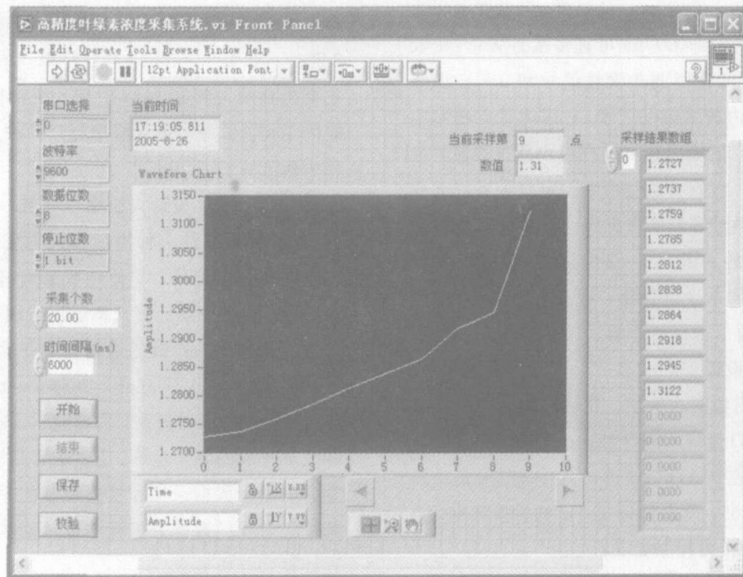 高精度叶绿素浓度采集系统.vi Front Panel
File Edit Operate Tools Browse Window Help
12pt Application Font
1
串口选择
0
波特率
9600
数据位数
8
停止位数
1 bit
采集个数
20.00
时间间隔(ms)
6000
开始
结束
保存
校验
当前时间
17:19:05.811
2005-8-26
当前采样第 9 点
数值 1.31
Waveform Chart
Amplitude
1.3150
1.3100
1.3050
1.3000
1.2950
1.2900
1.2850
1.2800
1.2750
1.2700
0 1 2 3 4 5 6 7 8 9 10
Time
X.XX
Amplitude
Y.YY
采样结果数组
0
1.2727
1.2737
1.2759
1.2785
1.2812
1.2838
1.2864
1.2918
1.2945
1.3122
0.0000
0.0000
0.0000
0.0000
0.0000